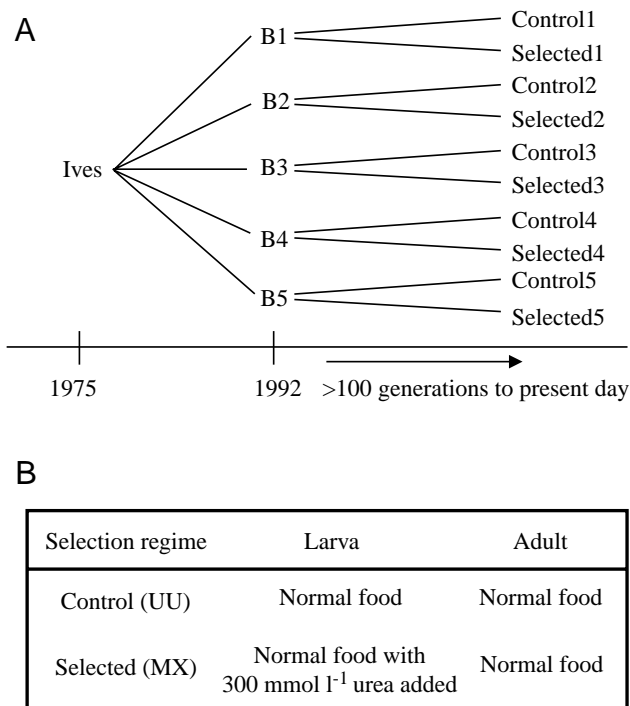 A
Ives
B1
Control1
Selected1
B2
Control2
Selected2
B3
Control3
Selected3
B4
Control4
Selected4
B5
Control5
Selected5
1975
1992
>100 generations to present day
B
Selection regime Larva Adult
Control (UU) Normal food Normal food
Selected (MX) Normal food with 300 mmol l⁻¹ urea added Normal food